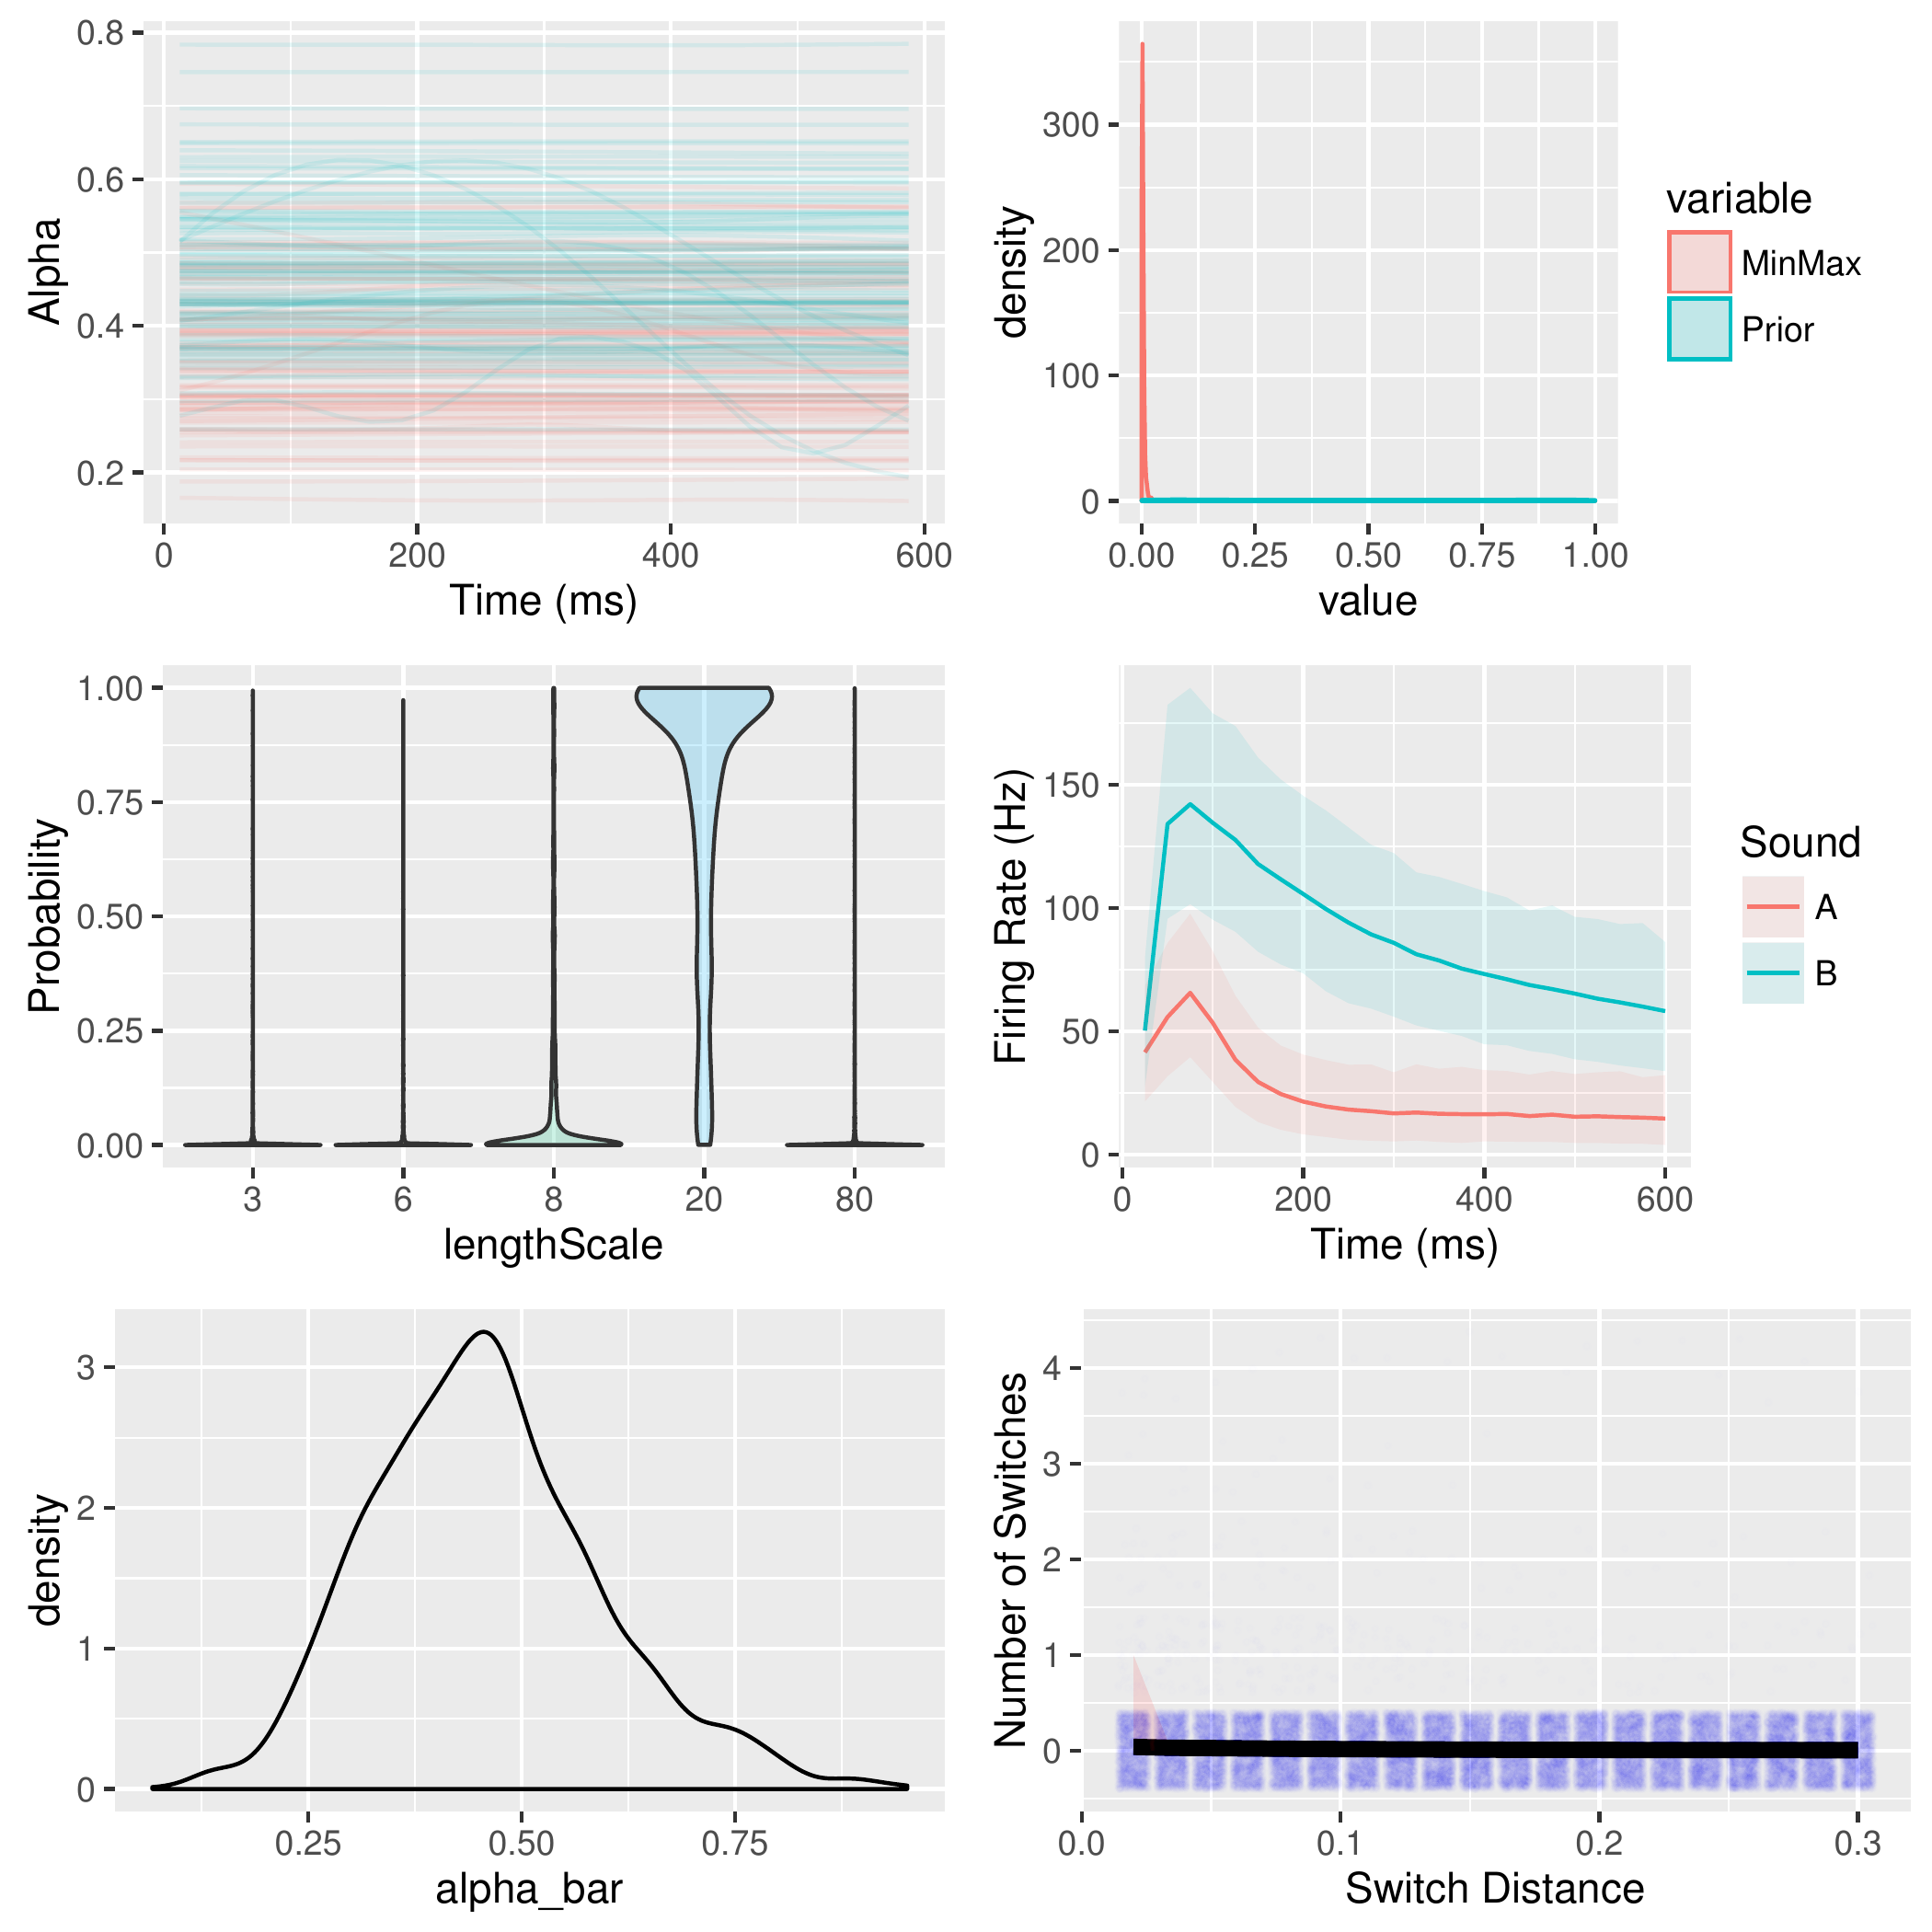 0.8
0.6
0.4
0.2
Alpha
0
200
400
600
Time (ms)
300
200
100
0
density
0.00
0.25
0.50
0.75
1.00
value
variable
MinMax
Prior
1.00
0.75
0.50
0.25
0.00
Probability
3
6
8
20
80
lengthScale
150
100
50
0
Firing Rate (Hz)
0
200
400
600
Time (ms)
Sound
A
B
3
2
1
0
density
0.25
0.50
0.75
alpha_bar
4
3
2
1
0
Number of Switches
0.0
0.1
0.2
0.3
Switch Distance